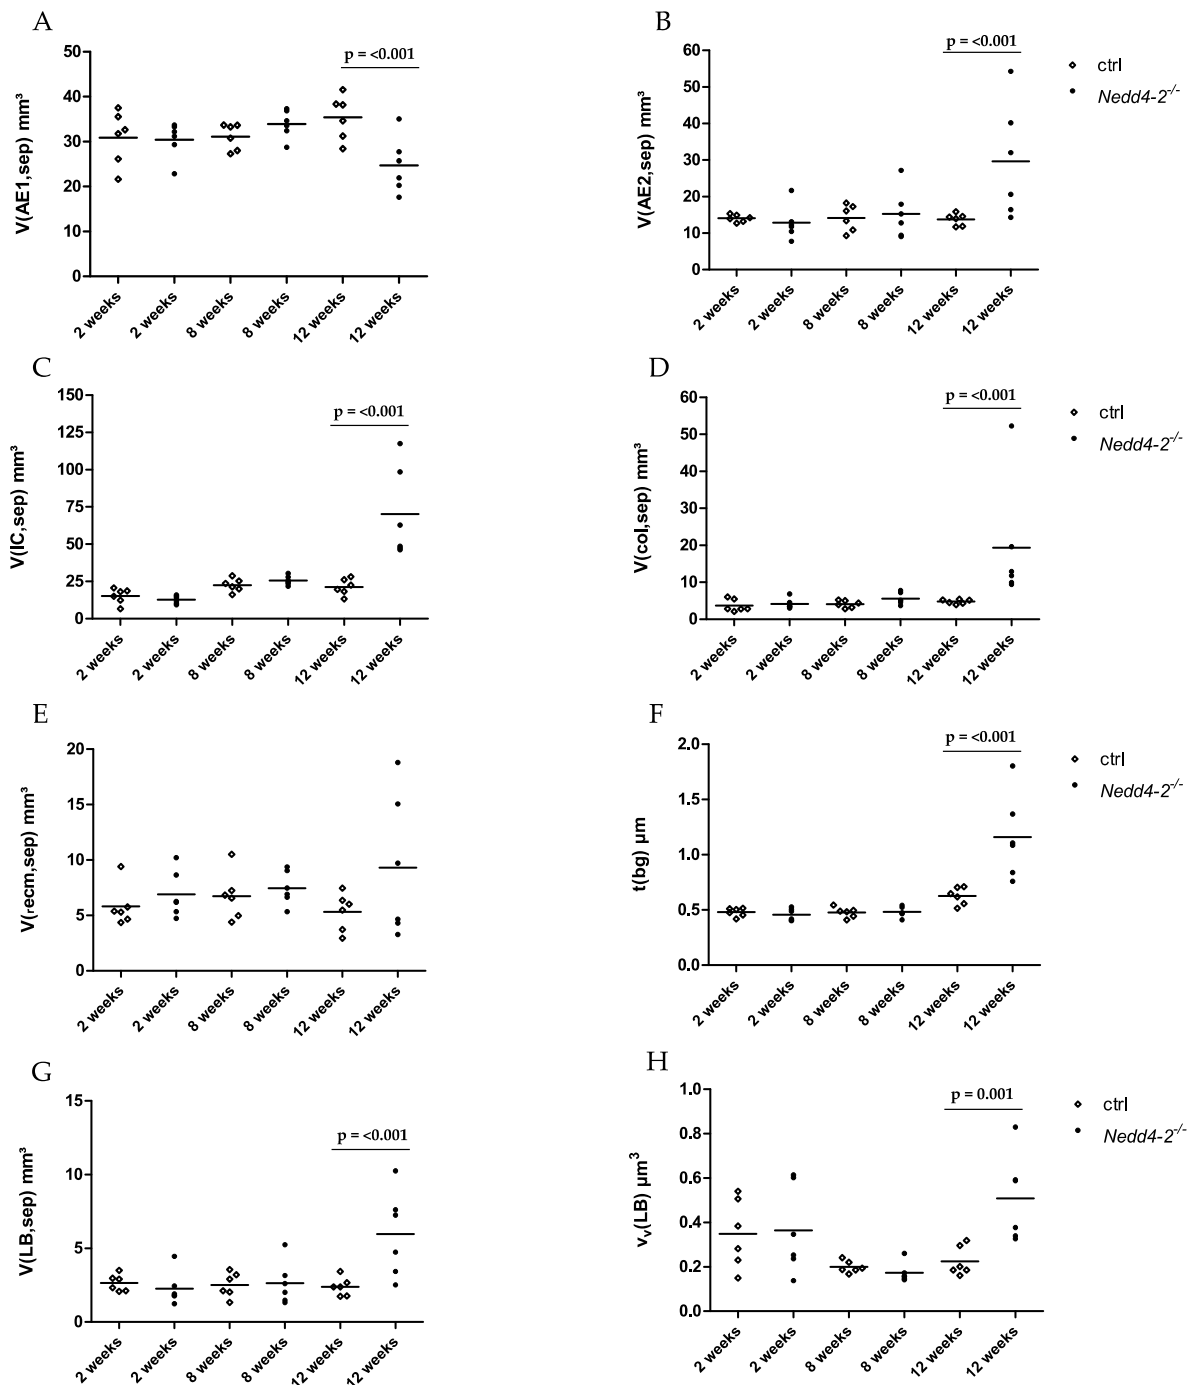 A
V(AE1,sep) mm³
50
40
30
20
10
0
p = <0.001
2 weeks
2 weeks
8 weeks
8 weeks
12 weeks
12 weeks
B
V(AE2,sep) mm³
60
50
40
30
20
10
0
p = <0.001
2 weeks
2 weeks
8 weeks
8 weeks
12 weeks
12 weeks
ctrl
Nedd4-2-/-
C
V(IC,sep) mm³
150
125
100
75
50
25
0
p = <0.001
2 weeks
2 weeks
8 weeks
8 weeks
12 weeks
12 weeks
D
V(col,sep) mm³
60
50
40
30
20
10
0
p = <0.001
2 weeks
2 weeks
8 weeks
8 weeks
12 weeks
12 weeks
ctrl
Nedd4-2-/-
E
V(recm,sep) mm³
20
15
10
5
0
2 weeks
2 weeks
8 weeks
8 weeks
12 weeks
12 weeks
F
t(bg) µm
2.0
1.5
1.0
0.5
0.0
p = <0.001
2 weeks
2 weeks
8 weeks
8 weeks
12 weeks
12 weeks
ctrl
Nedd4-2-/-
G
V(LB,sep) mm³
15
10
5
0
p = <0.001
2 weeks
2 weeks
8 weeks
8 weeks
12 weeks
12 weeks
H
vv(LB) µm³
1.0
0.8
0.6
0.4
0.2
0.0
p = 0.001
2 weeks
2 weeks
8 weeks
8 weeks
12 weeks
12 weeks
ctrl
Nedd4-2-/-